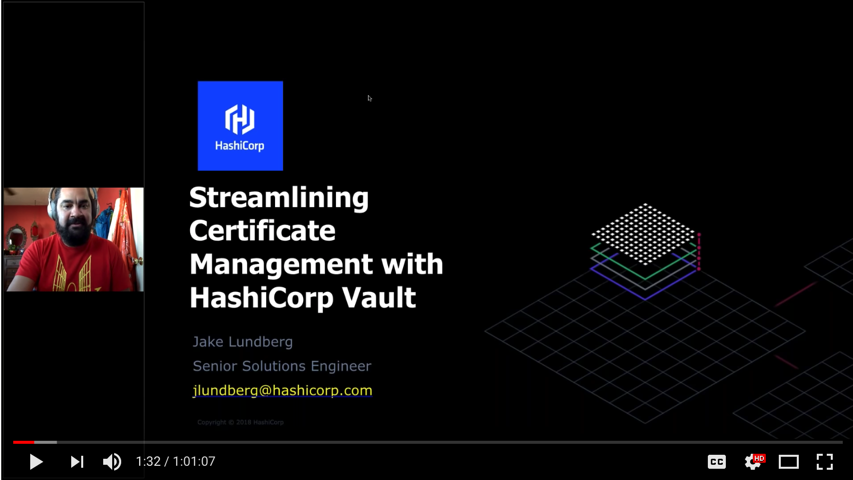 HashiCorp
Streamlining
Certificate
Management with
HashiCorp Vault
Jake Lundberg
Senior Solutions Engineer
jlundberg@hashicorp.com
Copyright © 2018 HashiCorp
1:32 / 1:01:07
CC
HD